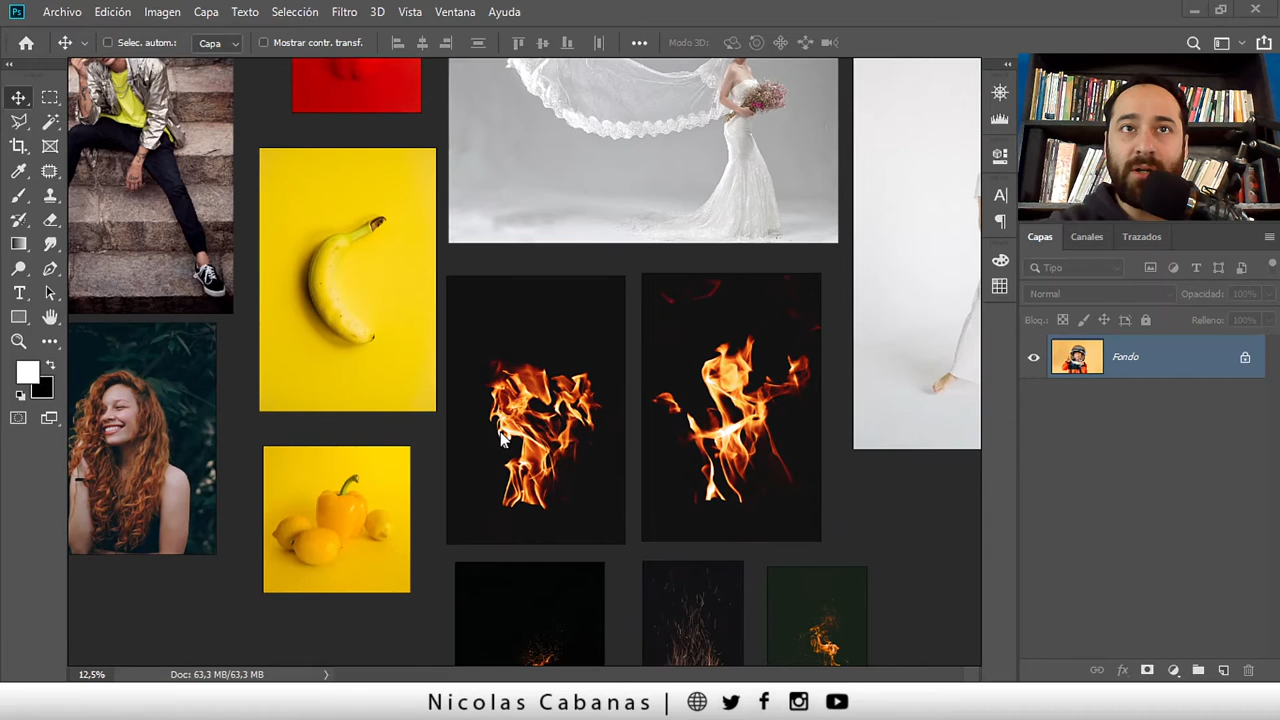 Ps Archivo Edición Imagen Capa Texto Selección Filtro 3D Vista Ventana Ayuda
Selec. autom.: Capa Mostrar contr. transf. Modo 3D:
Capas Canales Trazados
Tipo
Normal Opacidad: 100%
Bloq.: Relleno: 100%
Fondo
12,5% Doc: 63,3 MB/63,3 MB
Nicolas Cabanas |